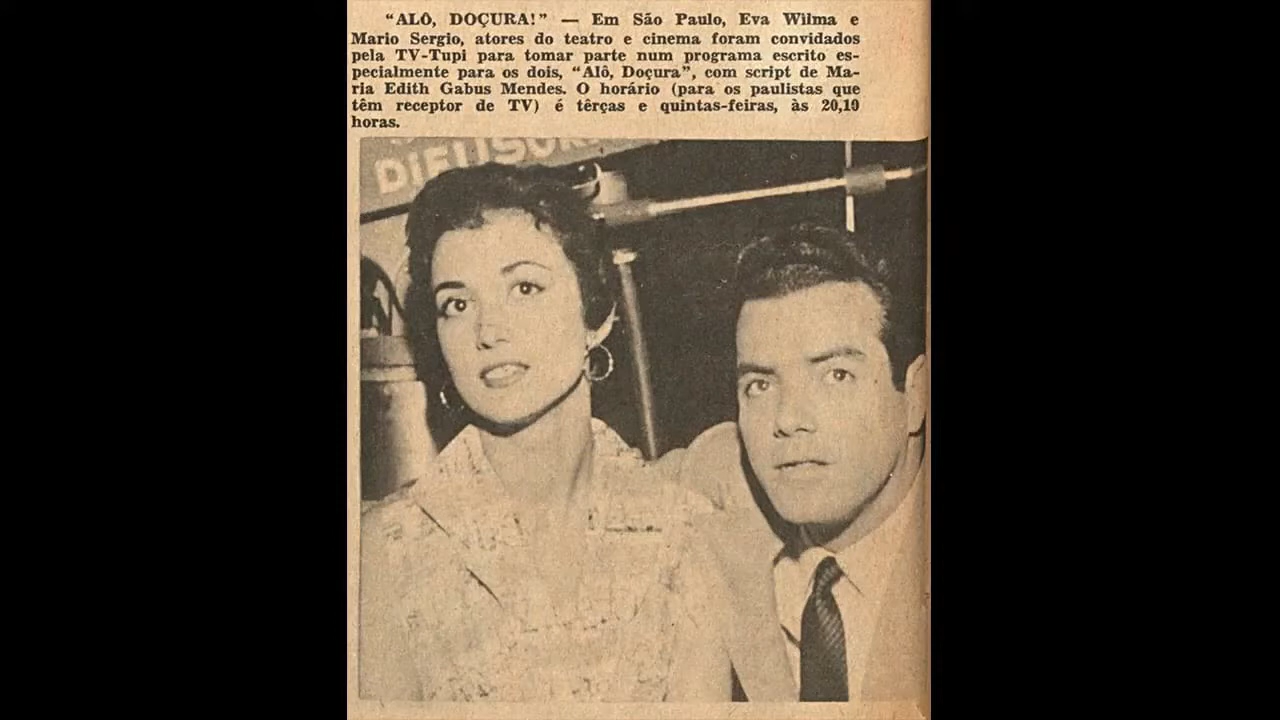 "ALÔ, DOÇURA!" — Em São Paulo, Eva Wilma e
Mario Sergio, atores do teatro e cinema foram convidados
pela TV-Tupi para tomar parte num programa escrito es-
pecialmente para os dois, "Alô, Doçura", com script de Ma-
ria Edith Gabus Mendes. O horário (para os paulistas que
têm receptor de TV) é têrças e quintas-feiras, às 20,10
horas.
DIFUSOR